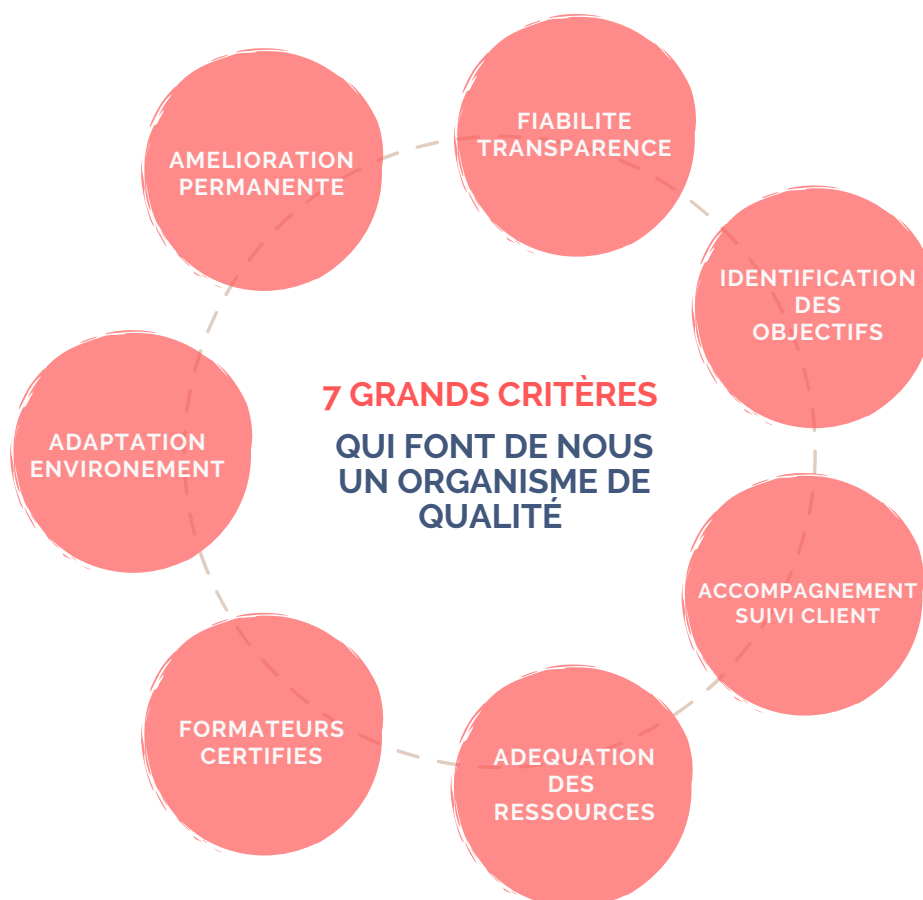 FIABILITE
TRANSPARENCE
AMELIORATION
PERMANENTE
IDENTIFICATION
DES
OBJECTIFS
7 GRANDS CRITÈRES
QUI FONT DE NOUS
UN ORGANISME DE
QUALITÉ
ADAPTATION
ENVIRONEMENT
ACCOMPAGNEMENT
SUIVI CLIENT
FORMATEURS
CERTIFIES
ADEQUATION
DES
RESSOURCES